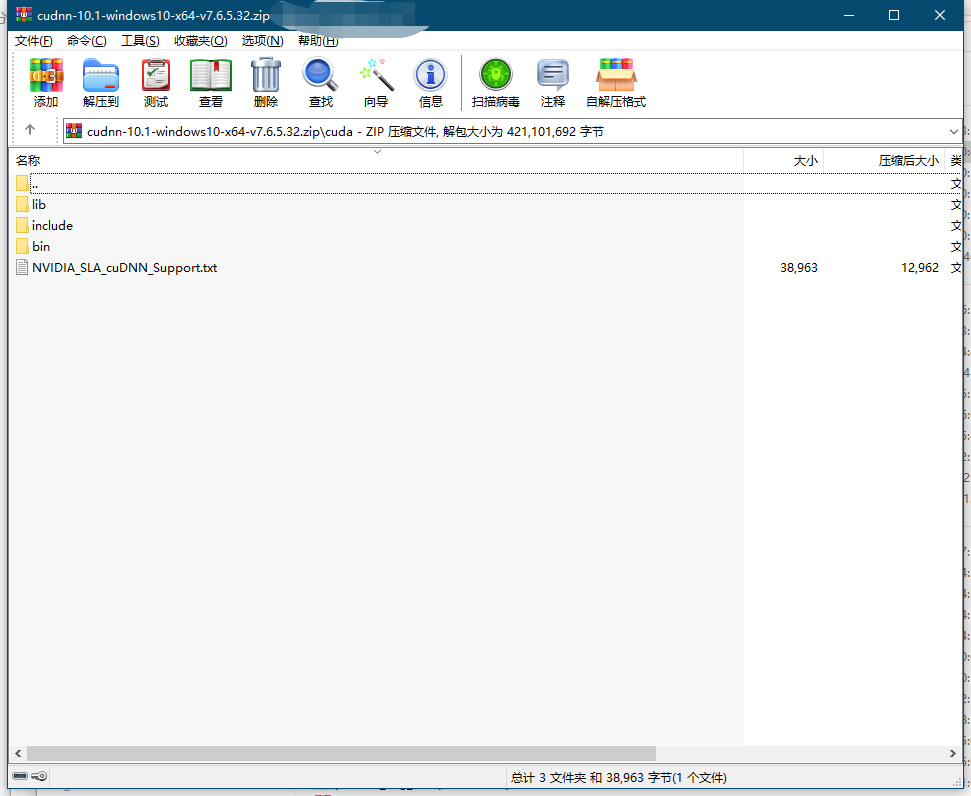 cudnn-10.1-windows10-x64-v7.6.5.32.zip
文件(F) 命令(C) 工具(S) 收藏夹(O) 选项(N) 帮助(H)
添加 解压到 测试 查看 删除 查找 向导 信息 扫描病毒 注释 自解压格式
cudnn-10.1-windows10-x64-v7.6.5.32.zip\cuda - ZIP 压缩文件, 解包大小为 421,101,692 字节
名称 大小 压缩后大小 类
.. 文
lib 文
include 文
bin 文
NVIDIA_SLA_cuDNN_Support.txt 38,963 12,962 文
总计 3 文件夹 和 38,963 字节(1 个文件)